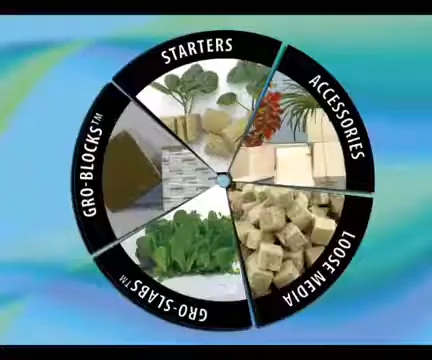 STARTERS
ACCESSORIES
LOOSE MEDIA
GRO-SLABS™
GRO-BLOCKS™